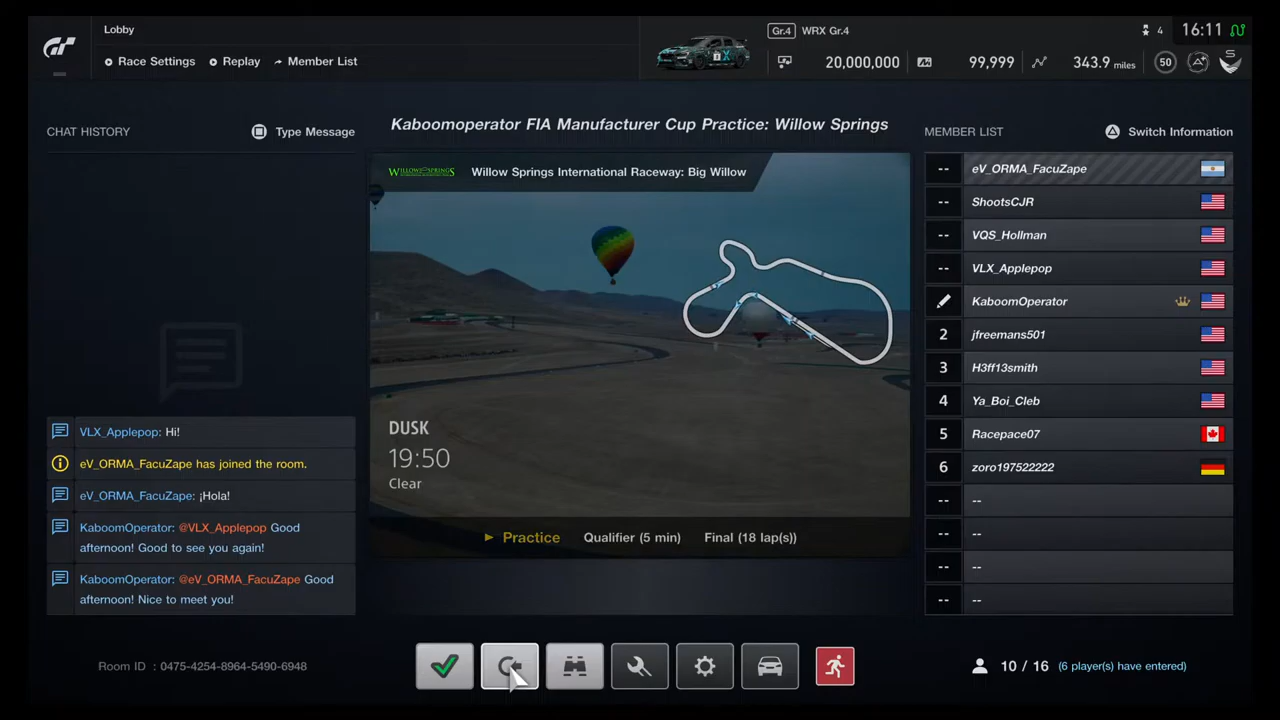 Lobby
Race Settings Replay Member List
Gr.4 WRX Gr.4
4 16:11
20,000,000 99,999 343.9 miles 50
CHAT HISTORY Type Message
VLX_Applepop: Hi!
eV_ORMA_FacuZape has joined the room.
eV_ORMA_FacuZape: ¡Hola!
KaboomOperator: @VLX_Applepop Good
afternoon! Good to see you again!
KaboomOperator: @eV_ORMA_FacuZape Good
afternoon! Nice to meet you!
Kaboomoperator FIA Manufacturer Cup Practice: Willow Springs
WILLOW SPRINGS Willow Springs International Raceway: Big Willow
DUSK
19:50
Clear
Practice Qualifier (5 min) Final (18 lap(s))
MEMBER LIST Switch Information
-- eV_ORMA_FacuZape
-- ShootsCJR
-- VQS_Hollman
-- VLX_Applepop
KaboomOperator
2 jfreemans501
3 H3ff13smith
4 Ya_Boi_Cleb
5 Racepace07
6 zoro197522222
-- --
-- --
-- --
-- --
Room ID : 0475-4254-8964-5490-6948
10 / 16 (6 player(s) have entered)